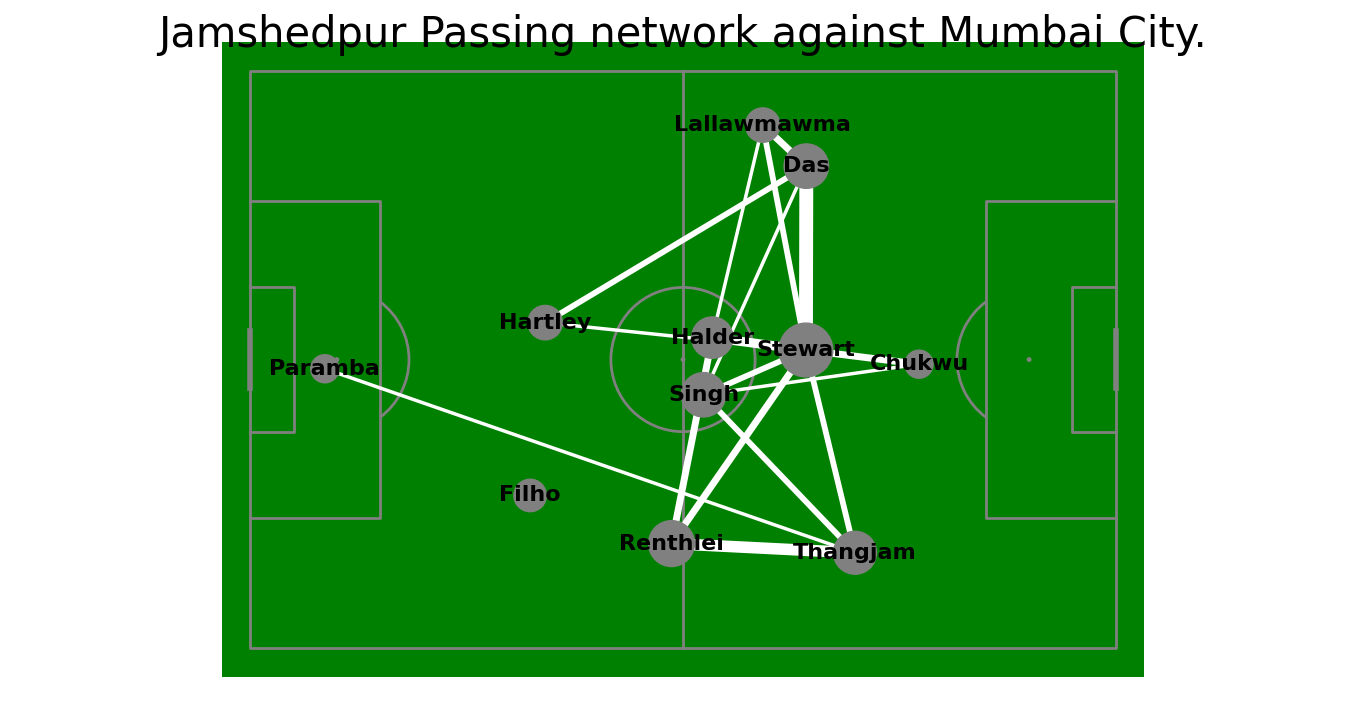 Jamshedpur Passing network against Mumbai City.
Lallawmawma
Das
Hartley
Halder
Stewart
Chukwu
Paramba
Singh
Filho
Renthlei
Thangjam